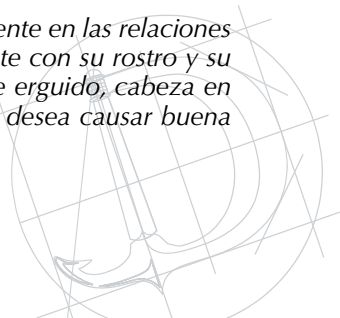 ente en las relaciones
te con su rostro y su
e erguido, cabeza en
desea causar buena